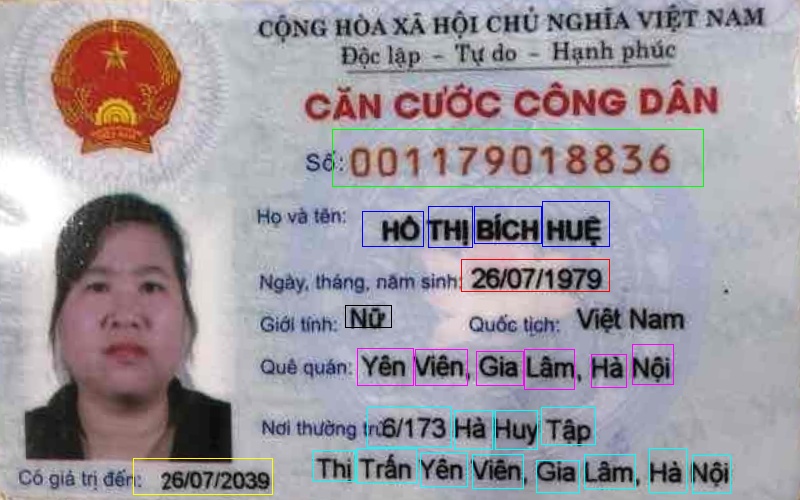 CỘNG HÒA XÃ HỘI CHỦ NGHĨA VIỆT NAM
Độc lập - Tự do - Hạnh phúc
CĂN CƯỚC CÔNG DÂN
Số: 001179018836
Họ và tên: HỒ THỊ BÍCH HUỆ
Ngày, tháng, năm sinh: 26/07/1979
Giới tính: Nữ Quốc tịch: Việt Nam
Quê quán: Yên Viên, Gia Lâm, Hà Nội
Nơi thường trú: 6/173 Hà Huy Tập
Thị Trấn Yên Viên, Gia Lâm, Hà Nội
Có giá trị đến: 26/07/2039